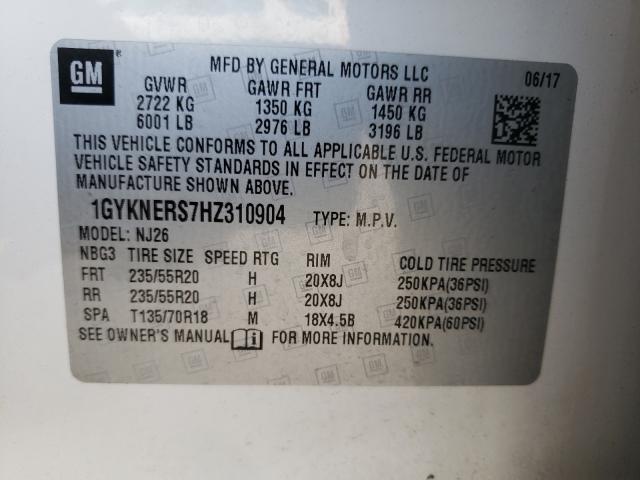 GM
MFD BY GENERAL MOTORS LLC 06/17
GVWR GAWR FRT GAWR RR
2722 KG 1350 KG 1450 KG
6001 LB 2976 LB 3196 LB
THIS VEHICLE CONFORMS TO ALL APPLICABLE U.S. FEDERAL MOTOR
VEHICLE SAFETY STANDARDS IN EFFECT ON THE DATE OF
MANUFACTURE SHOWN ABOVE.
1GYKNERS7HZ310904 TYPE: M.P.V.
MODEL: NJ26
NBG3 TIRE SIZE SPEED RTG RIM COLD TIRE PRESSURE
FRT 235/55R20 H 20X8J 250KPA(36PSI)
RR 235/55R20 H 20X8J 250KPA(36PSI)
SPA T135/70R18 M 18X4.5B 420KPA(60PSI)
SEE OWNER'S MANUAL i FOR MORE INFORMATION.